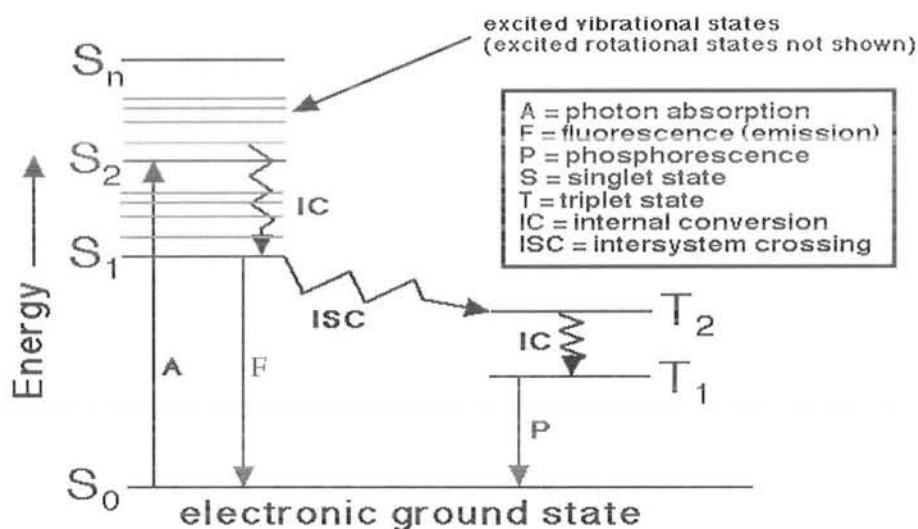 excited vibrational states
(excited rotational states not shown)
Sn
A = photon absorption
F = fluorescence (emission)
P = phosphorescence
S = singlet state
T = triplet state
IC = internal conversion
ISC = intersystem crossing
S2
IC
S1
ISC
T2
IC
T1
Energy
A
F
P
S0
electronic ground state